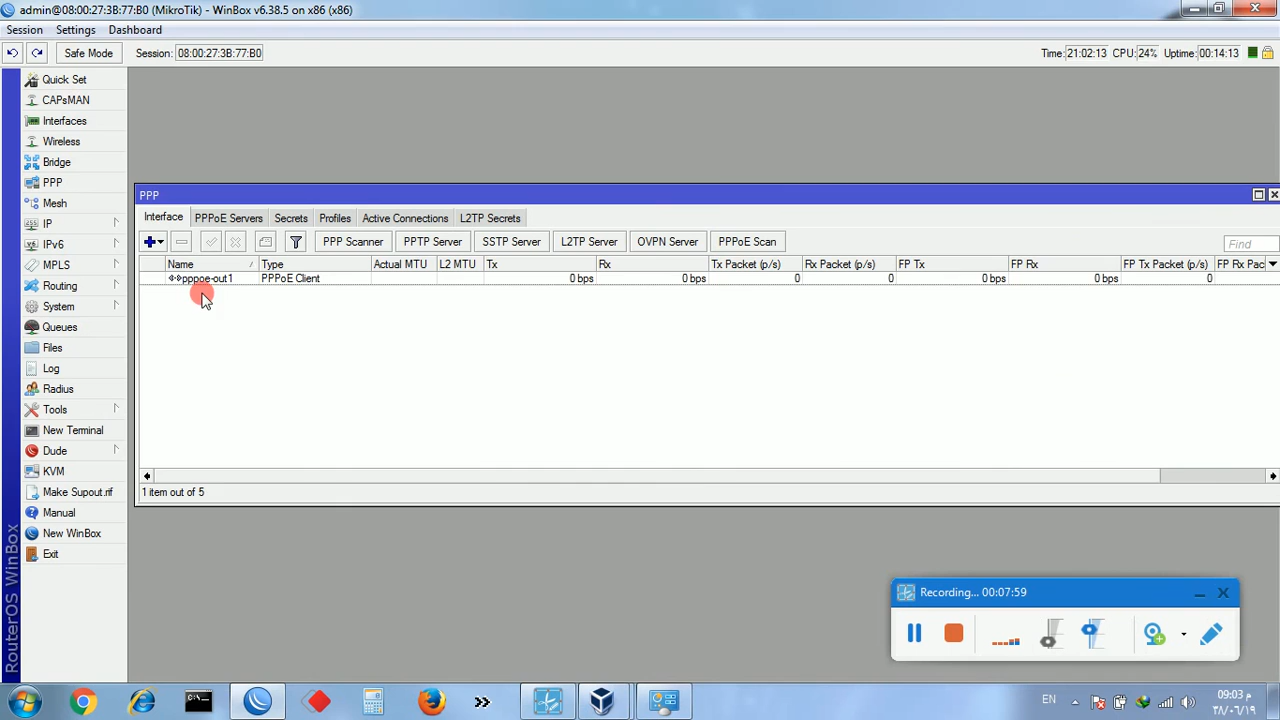 admin@08:00:27:3B:77:B0 (MikroTik) - WinBox v6.38.5 on x86 (x86)
Session Settings Dashboard
Safe Mode Session: 08:00:27:3B:77:B0 Time: 21:02:13 CPU: 24% Uptime: 00:14:13
Quick Set
CAPsMAN
Interfaces
Wireless
Bridge
PPP
Mesh
IP
IPv6
MPLS
Routing
System
Queues
Files
Log
Radius
Tools
New Terminal
Dude
KVM
Make Supout.rif
Manual
New WinBox
Exit
RouterOS WinBox
PPP
Interface PPPoE Servers Secrets Profiles Active Connections L2TP Secrets
PPP Scanner PPTP Server SSTP Server L2TP Server OVPN Server PPPoE Scan Find
Name / Type Actual MTU L2 MTU Tx Rx Tx Packet (p/s) Rx Packet (p/s) FP Tx FP Rx FP Tx Packet (p/s) FP Rx Pac
pppoe-out1 PPPoE Client 0 bps 0 bps 0 0 0 bps 0 bps 0
1 item out of 5
Recording... 00:07:59
EN
09:03 م
٣٨/٠٦/١٩